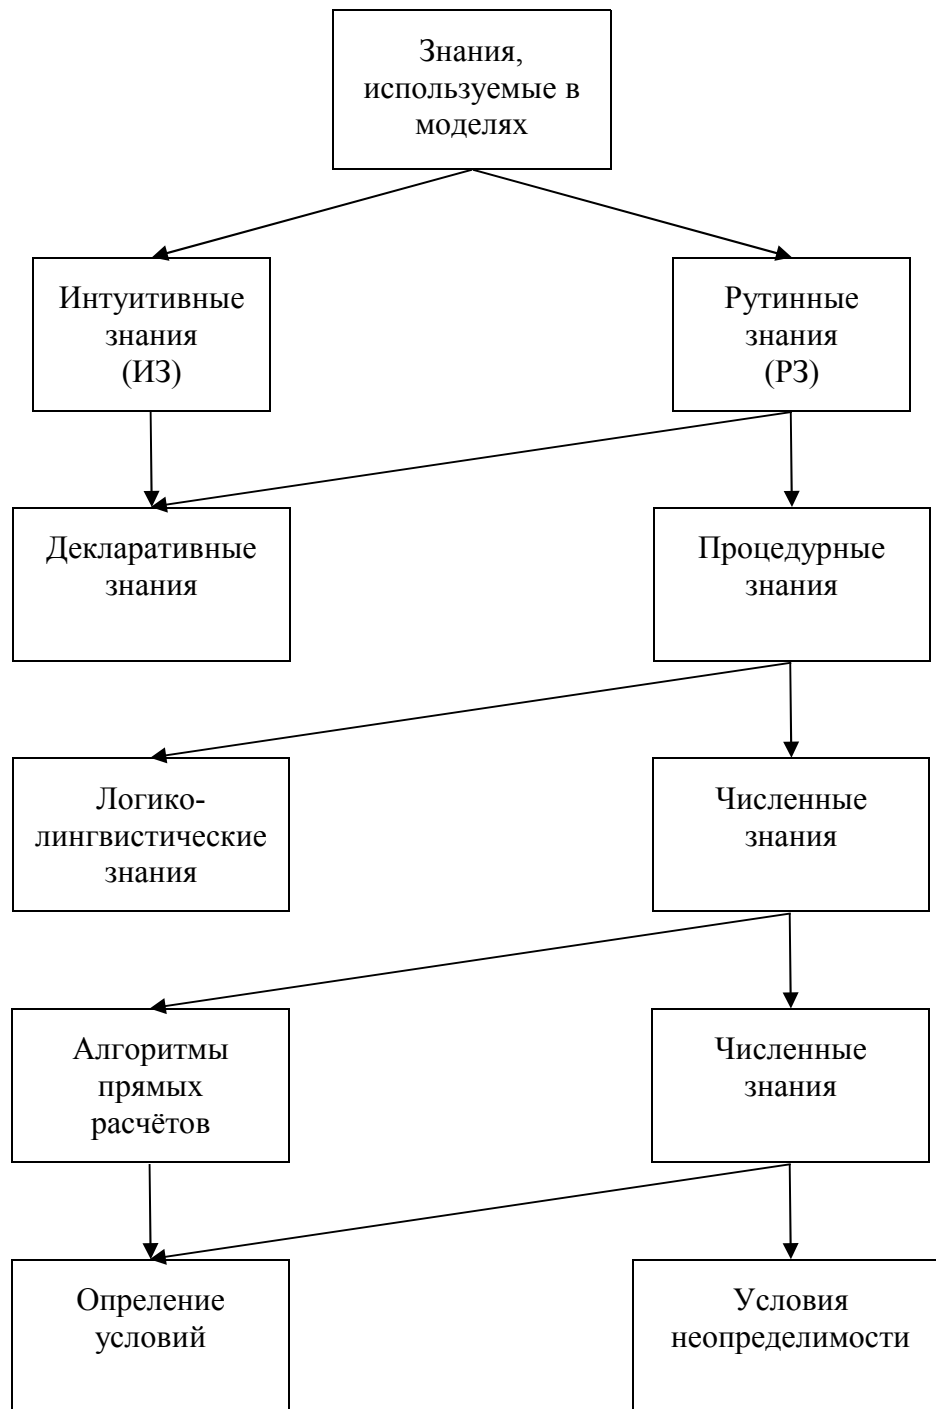 Знания,
используемые в
моделях
Интуитивные
знания
(ИЗ)
Рутинные
знания
(РЗ)
Декларативные
знания
Процедурные
знания
Логико-
лингвистические
знания
Численные
знания
Алгоритмы
прямых
расчётов
Численные
знания
Опреление
условий
Условия
неопределимости